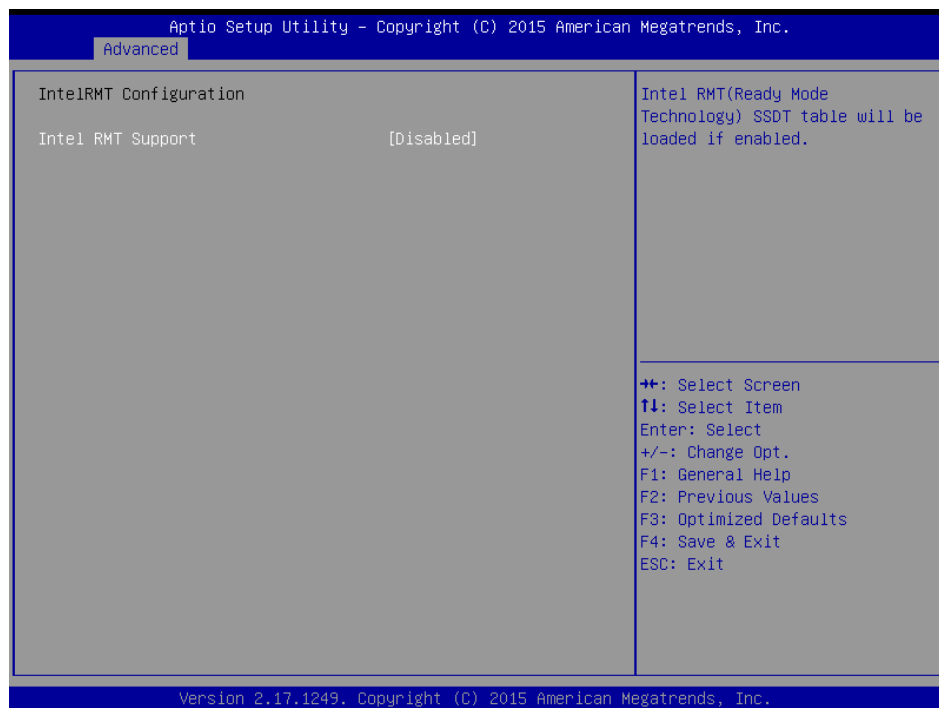 Aptio Setup Utility – Copyright (C) 2015 American Megatrends, Inc.
Advanced
IntelRMT Configuration
Intel RMT Support [Disabled]
Intel RMT(Ready Mode
Technology) SSDT table will be
loaded if enabled.
→←: Select Screen
↑↓: Select Item
Enter: Select
+/-: Change Opt.
F1: General Help
F2: Previous Values
F3: Optimized Defaults
F4: Save & Exit
ESC: Exit
Version 2.17.1249. Copyright (C) 2015 American Megatrends, Inc.